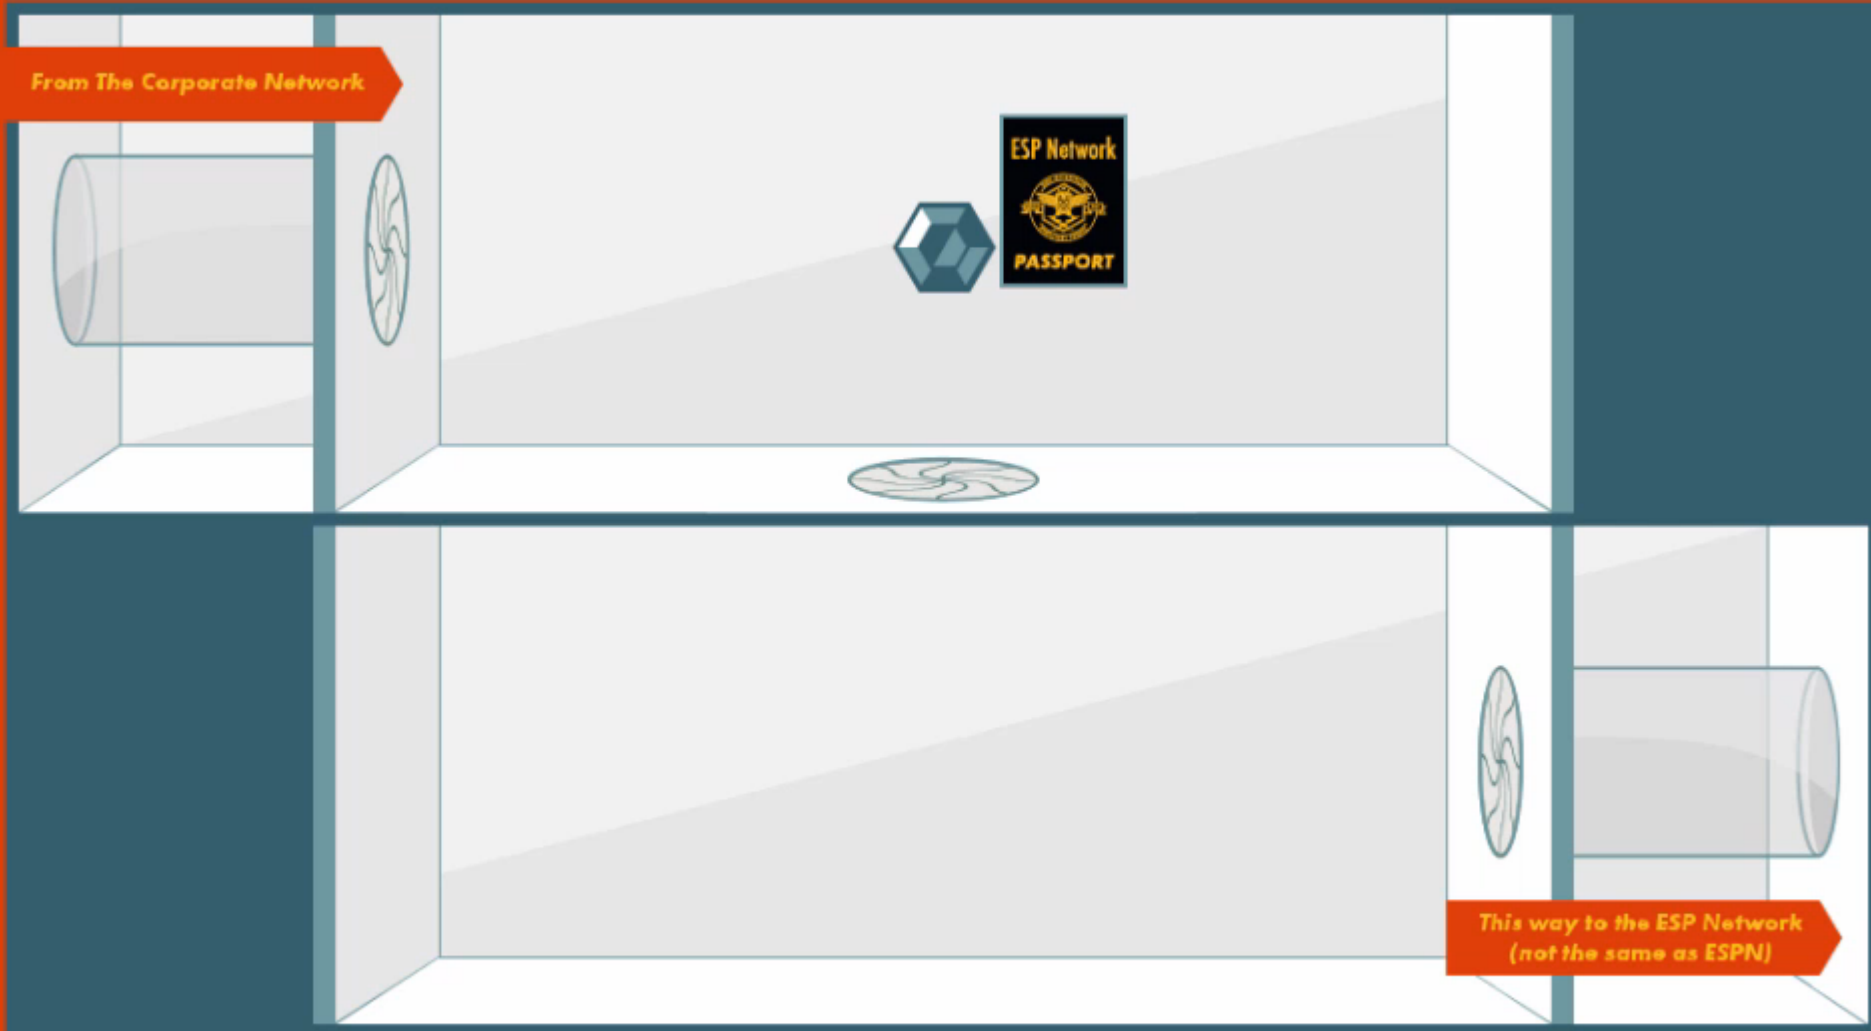 From The Corporate Network
ESP Network
PASSPORT
This way to the ESP Network
(not the same as ESPN)